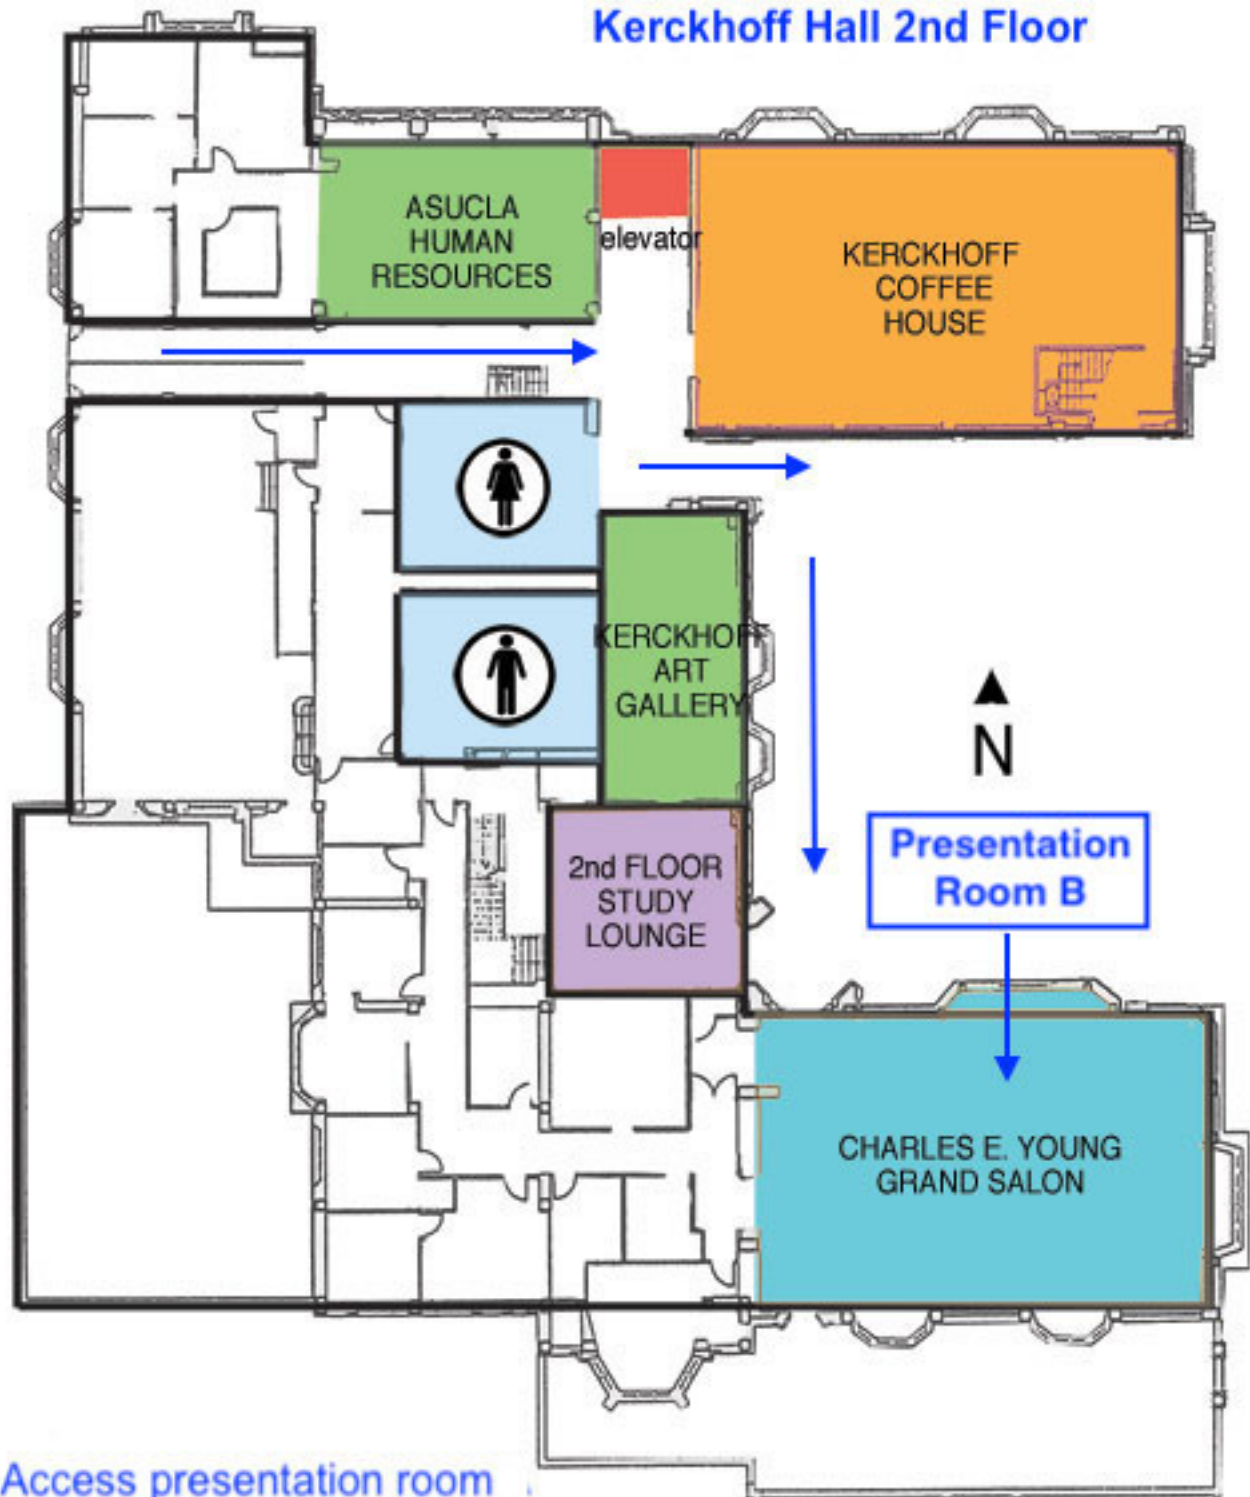 Kerckhoff Hall 2nd Floor
ASUCLA
HUMAN
RESOURCES
elevator
KERCKHOFF
COFFEE
HOUSE
KERCKHOFF
ART
GALLERY
N
Presentation
Room B
2nd FLOOR
STUDY
LOUNGE
CHARLES E. YOUNG
GRAND SALON
Access presentation room